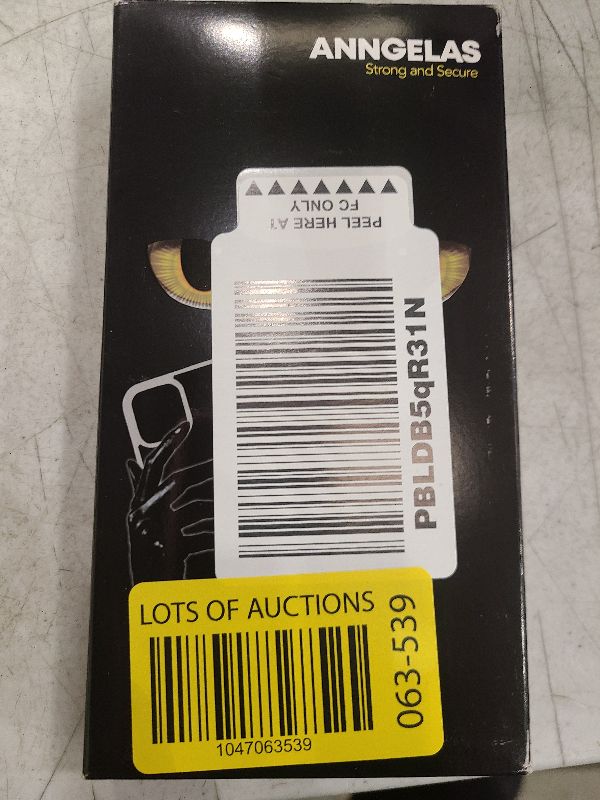 ANNGELAS
Strong and Secure
PEEL HERE AT
FC ONLY
PBLDB5qR31N
LOTS OF AUCTIONS
063-539
1047063539